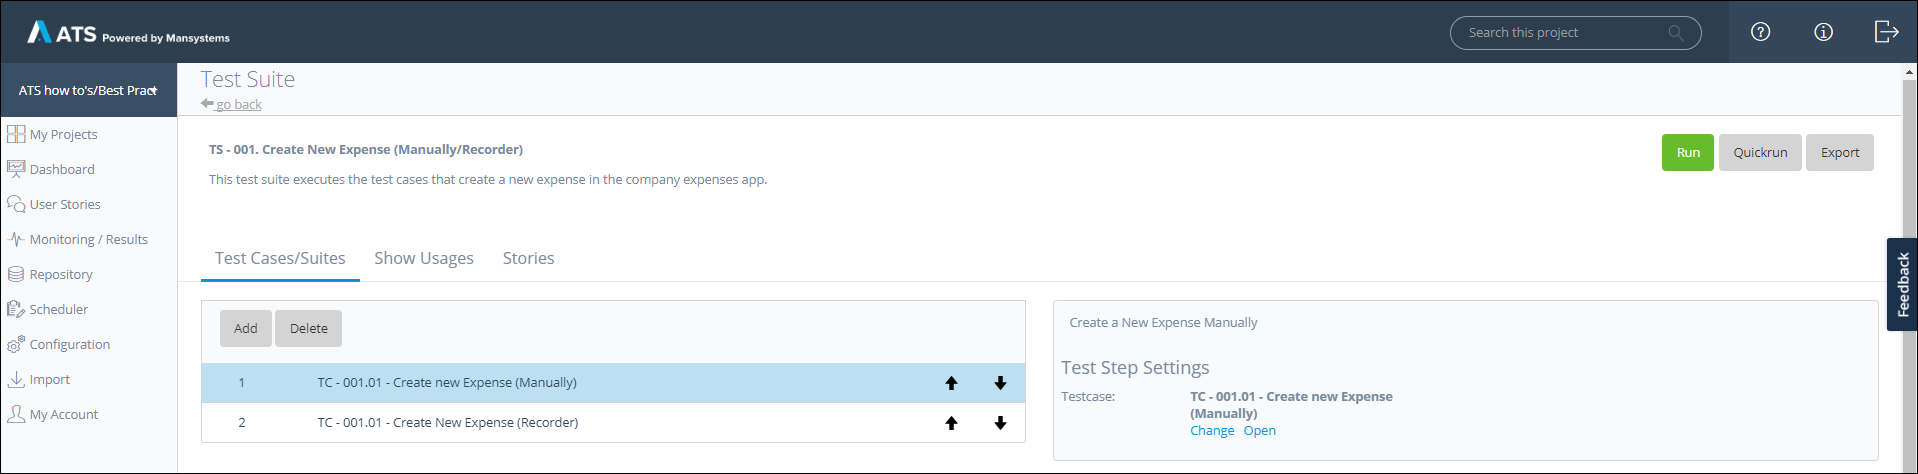 ATS Powered by Mansystems
Search this project
ATS how to's/Best Pract
My Projects
Dashboard
User Stories
Monitoring / Results
Repository
Scheduler
Configuration
Import
My Account
Test Suite
go back
TS - 001. Create New Expense (Manually/Recorder)
This test suite executes the test cases that create a new expense in the company expenses app.
Run Quickrun Export
Test Cases/Suites Show Usages Stories
Add Delete
1 TC - 001.01 - Create new Expense (Manually)
2 TC - 001.01 - Create New Expense (Recorder)
Create a New Expense Manually
Test Step Settings
Testcase: TC - 001.01 - Create new Expense
(Manually)
Change Open
Feedback